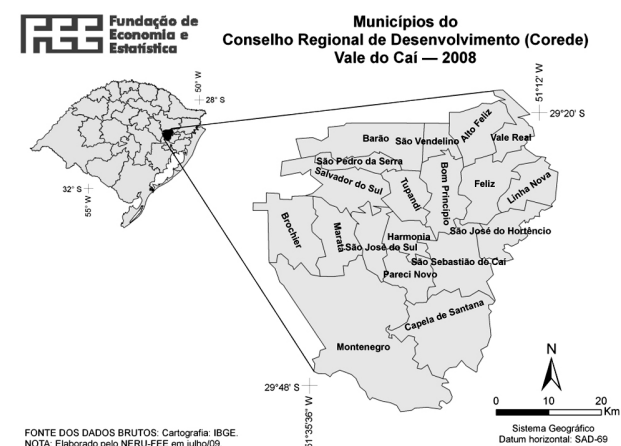 FEE Fundação de
Economia e
Estatística
Municípios do
Conselho Regional de Desenvolvimento (Corede)
Vale do Caí — 2008
50° W
28° S
32° S
55° W
51°12' W
29°20' S
Alto Feliz
Barão
São Vendelino
Vale Real
São Pedro da Serra
Salvador do Sul
Tupandi
Bom Princípio
Feliz
Linha Nova
Brochier
Maratá
São José do Sul
Harmonia
São José do Hortêncio
São Sebastião do Caí
Pareci Novo
Capela de Santana
Montenegro
29°48' S
51°35'36" W
N
0 10 20
Km
Sistema Geográfico
Datum horizontal: SAD-69
FONTE DOS DADOS BRUTOS: Cartografia: IBGE.
NOTA: Elaborado pelo NERU-FEE em julho/09.